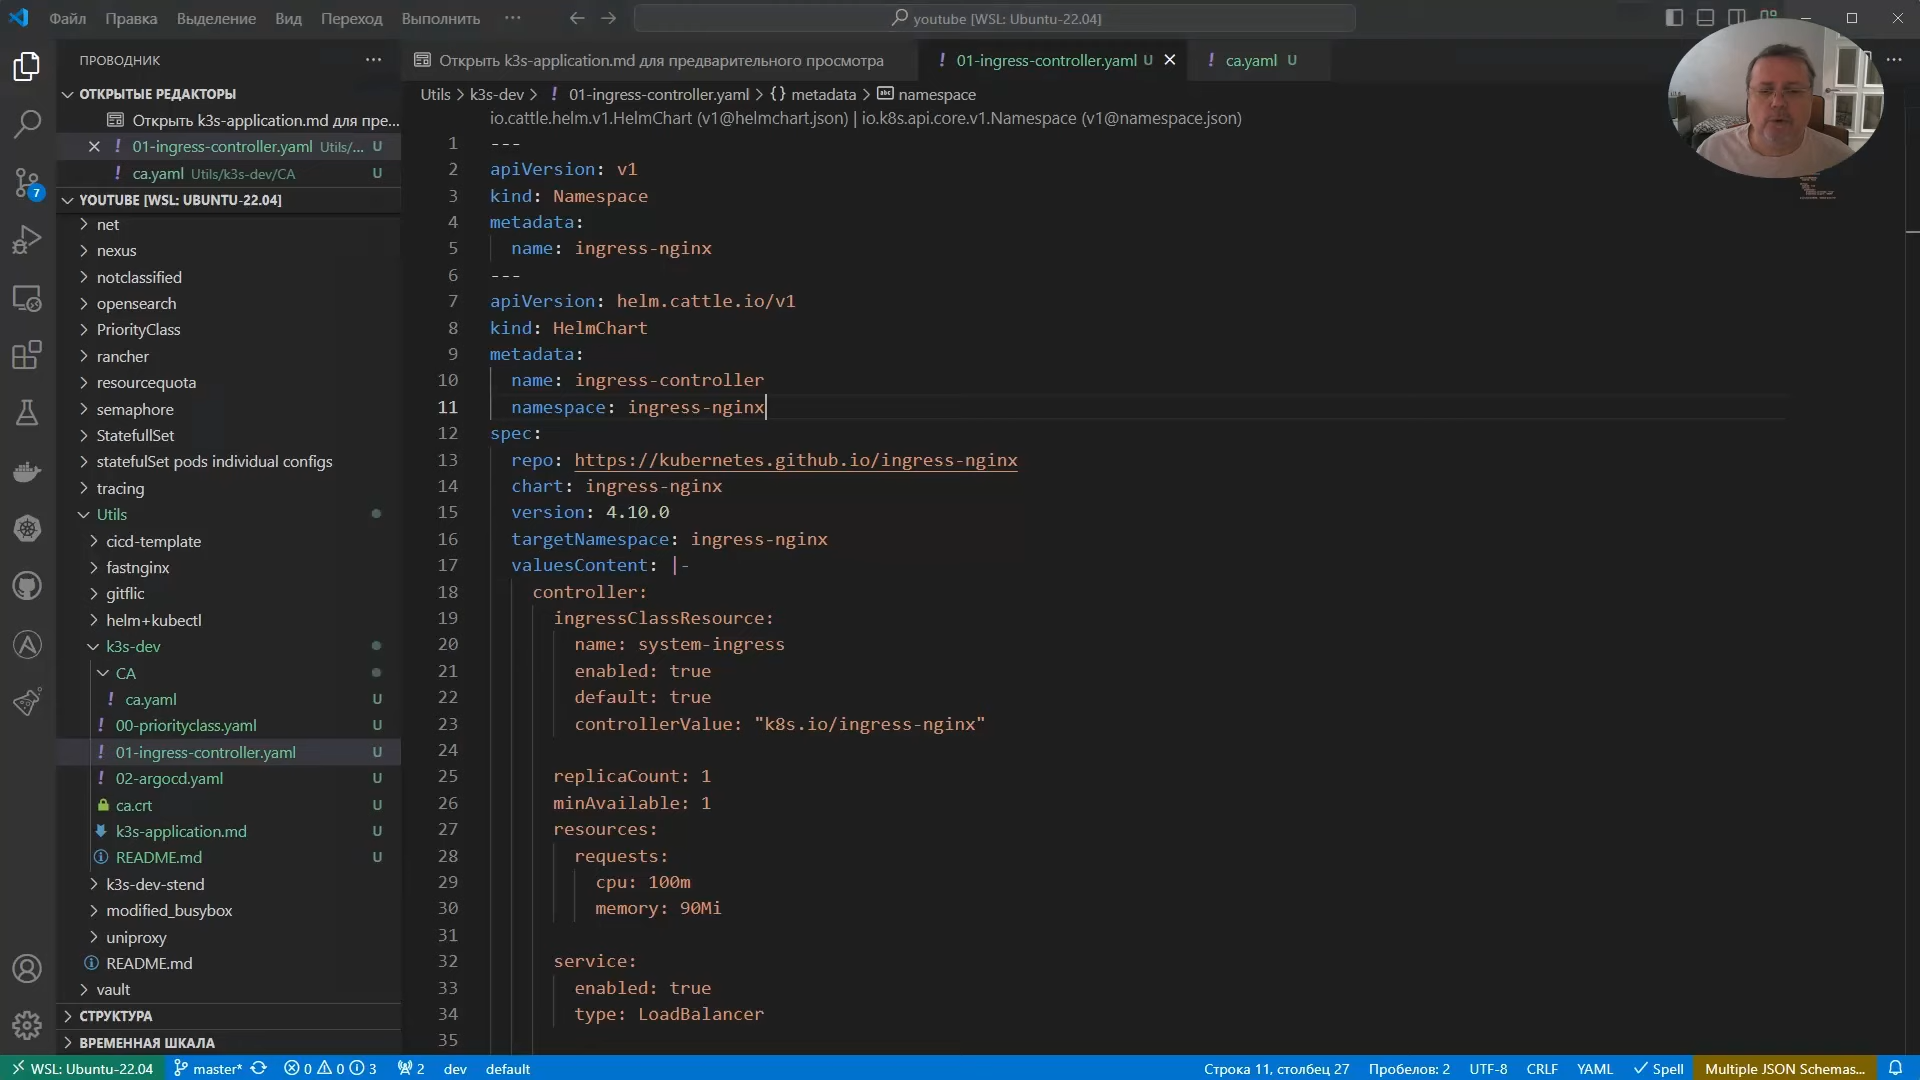 Файл Правка Выделение Вид Переход Выполнить ··· youtube [WSL: Ubuntu-22.04]
ПРОВОДНИК ···
ОТКРЫТЫЕ РЕДАКТОРЫ
Открыть k3s-application.md для пре...
01-ingress-controller.yaml Utils/... U
ca.yaml Utils/k3s-dev/CA U
YOUTUBE [WSL: UBUNTU-22.04]
net
nexus
notclassified
opensearch
PriorityClass
rancher
resourcequota
semaphore
StatefullSet
statefulSet pods individual configs
tracing
Utils
cicd-template
fastnginx
gitflic
helm+kubectl
k3s-dev
CA
! ca.yaml U
! 00-priorityclass.yaml U
! 01-ingress-controller.yaml U
! 02-argocd.yaml U
ca.crt U
k3s-application.md U
README.md U
k3s-dev-stend
modified_busybox
uniproxy
README.md
vault
СТРУКТУРА
ВРЕМЕННАЯ ШКАЛА
7
Открыть k3s-application.md для предварительного просмотра
! 01-ingress-controller.yaml U
! ca.yaml U
···
Utils > k3s-dev > ! 01-ingress-controller.yaml > {} metadata > abc namespace
io.cattle.helm.v1.HelmChart (v1@helmchart.json) | io.k8s.api.core.v1.Namespace (v1@namespace.json)
1 ---
2 apiVersion: v1
3 kind: Namespace
4 metadata:
5 name: ingress-nginx
6 ---
7 apiVersion: helm.cattle.io/v1
8 kind: HelmChart
9 metadata:
10 name: ingress-controller
11 namespace: ingress-nginx
12 spec:
13 repo: https://kubernetes.github.io/ingress-nginx
14 chart: ingress-nginx
15 version: 4.10.0
16 targetNamespace: ingress-nginx
17 valuesContent: |-
18 controller:
19 ingressClassResource:
20 name: system-ingress
21 enabled: true
22 default: true
23 controllerValue: "k8s.io/ingress-nginx"
24
25 replicaCount: 1
26 minAvailable: 1
27 resources:
28 requests:
29 cpu: 100m
30 memory: 90Mi
31
32 service:
33 enabled: true
34 type: LoadBalancer
35
WSL: Ubuntu-22.04 master* 0 0 3 2 dev default Строка 11, столбец 27 Пробелов: 2 UTF-8 CRLF YAML Spell Multiple JSON Schemas...